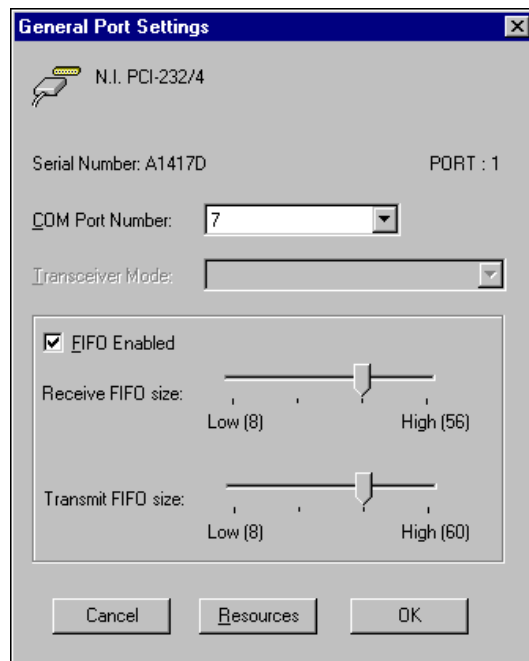 General Port Settings
N.I. PCI-232/4
Serial Number: A1417D PORT : 1
COM Port Number: 7
Transceiver Mode:
FIFO Enabled
Receive FIFO size:
Low (8) High (56)
Transmit FIFO size:
Low (8) High (60)
Cancel Resources OK